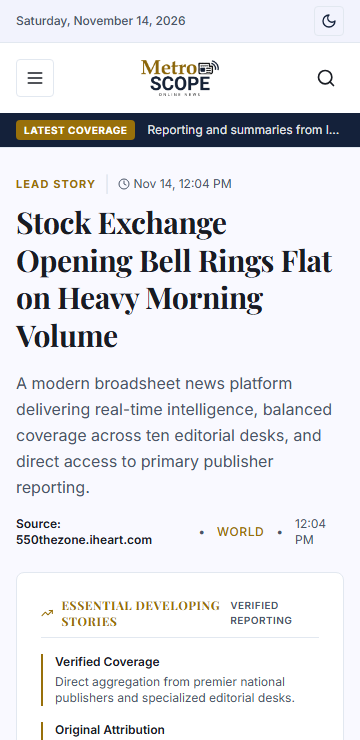 Saturday, November 14, 2026
Metro
SCOPE
ONLINE NEWS
LATEST COVERAGE Reporting and summaries from l...
LEAD STORY Nov 14, 12:04 PM
Stock Exchange
Opening Bell Rings Flat
on Heavy Morning
Volume
A modern broadsheet news platform
delivering real-time intelligence, balanced
coverage across ten editorial desks, and
direct access to primary publisher
reporting.
Source:
550thezone.iheart.com • WORLD • 12:04
PM
ESSENTIAL DEVELOPING
STORIES
VERIFIED
REPORTING
Verified Coverage
Direct aggregation from premier national
publishers and specialized editorial desks.
Original Attribution